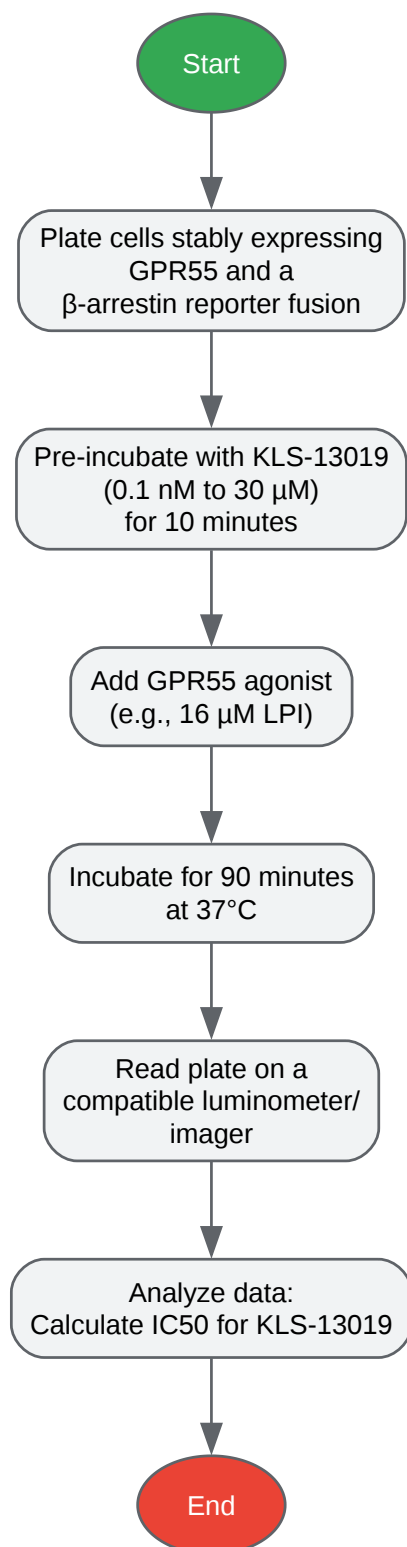 Start
Plate cells stably expressing
GPR55 and a
β-arrestin reporter fusion
Pre-incubate with KLS-13019
(0.1 nM to 30 µM)
for 10 minutes
Add GPR55 agonist
(e.g., 16 µM LPI)
Incubate for 90 minutes
at 37°C
Read plate on a
compatible luminometer/
imager
Analyze data:
Calculate IC50 for KLS-13019
End